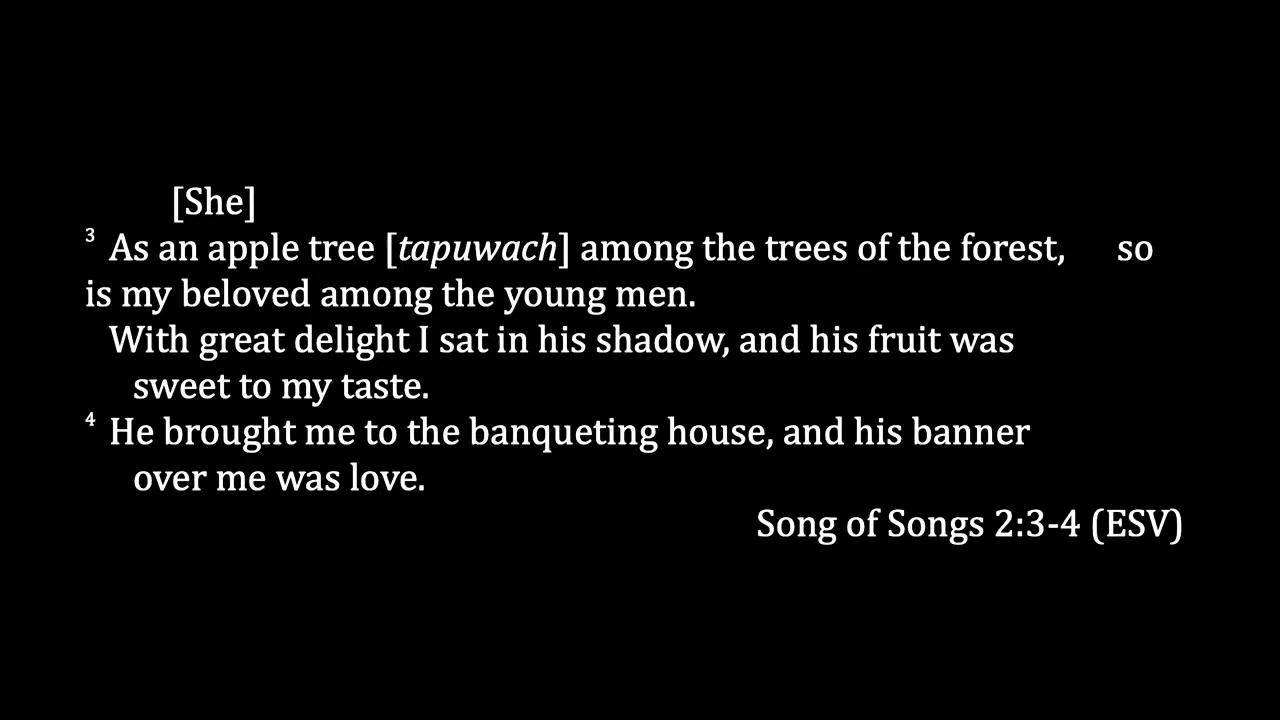 [She]
3 As an apple tree [tapuwach] among the trees of the forest, so
is my beloved among the young men.
With great delight I sat in his shadow, and his fruit was
sweet to my taste.
4 He brought me to the banqueting house, and his banner
over me was love.
Song of Songs 2:3-4 (ESV)